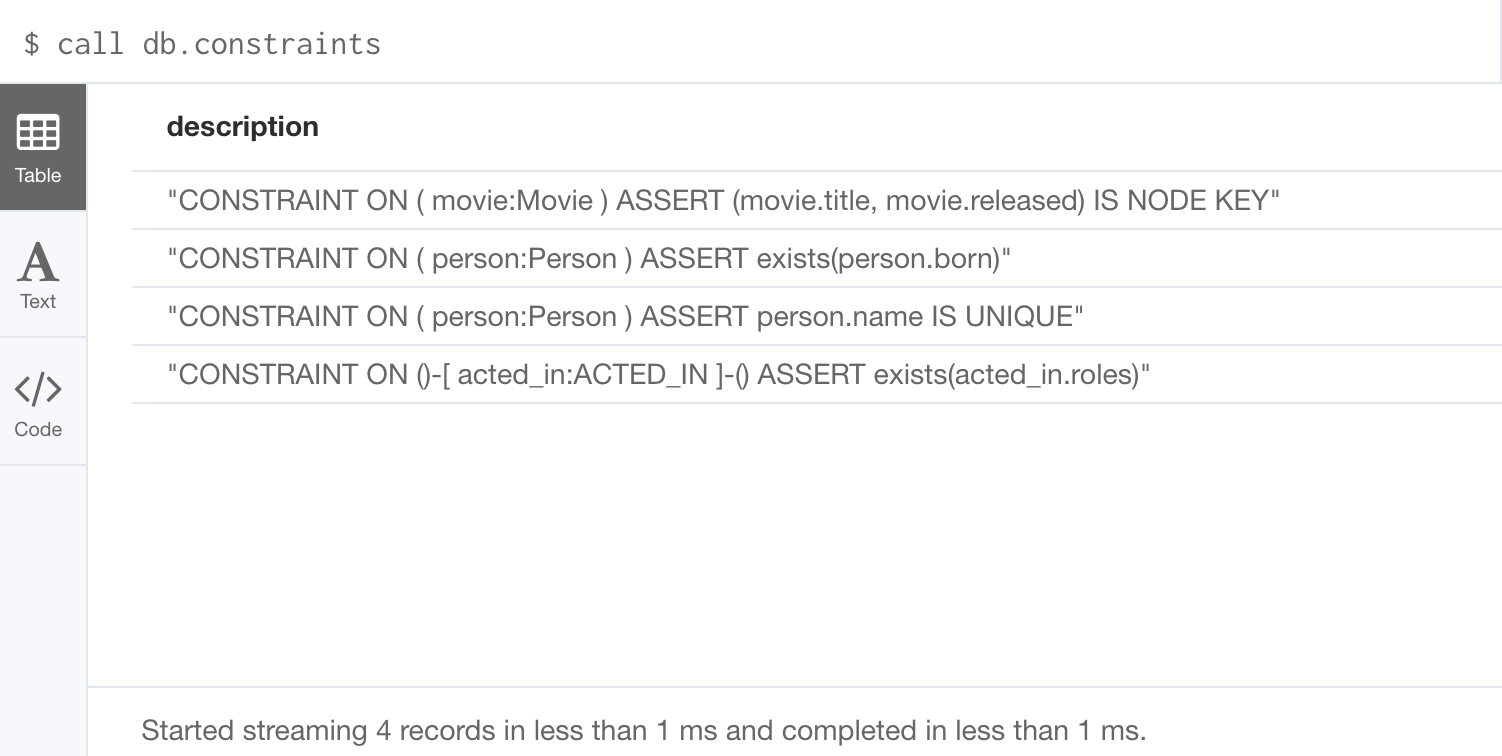 $ call db.constraints
Table
description
"CONSTRAINT ON ( movie:Movie ) ASSERT (movie.title, movie.released) IS NODE KEY"
"CONSTRAINT ON ( person:Person ) ASSERT exists(person.born)"
A
Text
"CONSTRAINT ON ( person:Person ) ASSERT person.name IS UNIQUE"
"CONSTRAINT ON ()-[ acted_in:ACTED_IN ]-() ASSERT exists(acted_in.roles)"
</>
Code
Started streaming 4 records in less than 1 ms and completed in less than 1 ms.